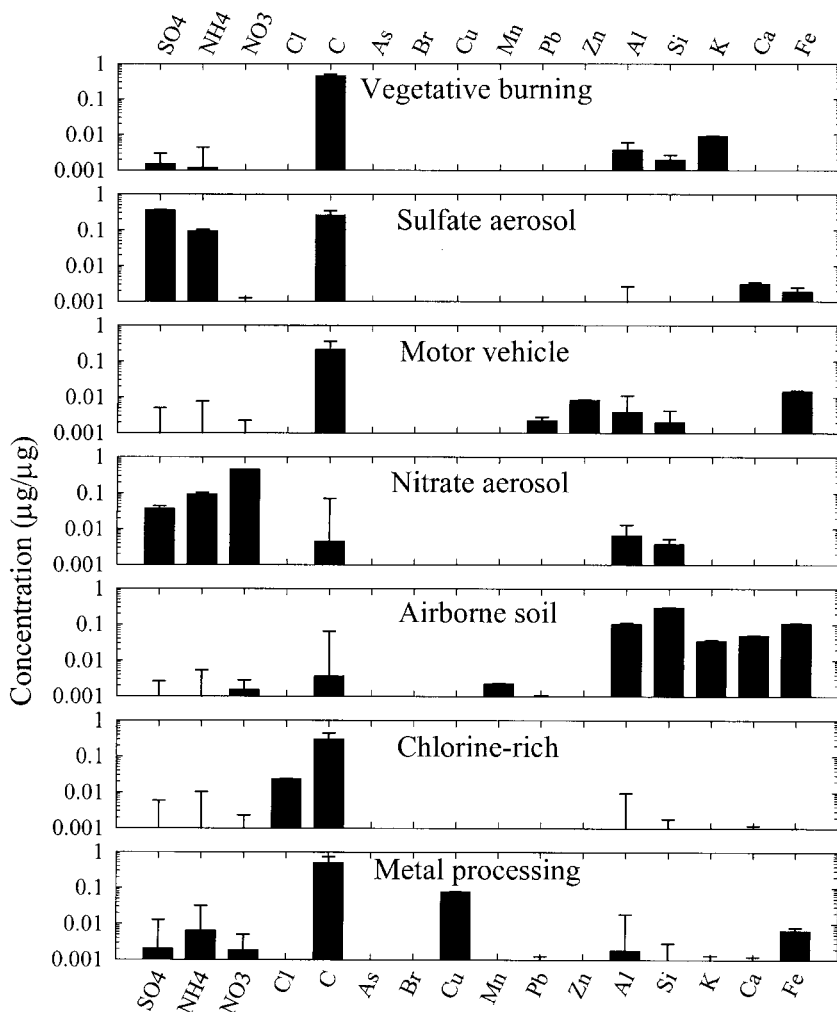 SO4 NH4 NO3 Cl C As Br Cu Mn Pb Zn Al Si K Ca Fe
1
Vegetative burning
0.1
0.01
0.001
Sulfate aerosol
0.1
0.01
0.001
1
Motor vehicle
0.1
0.01
0.001
1
Nitrate aerosol
0.1
0.01
0.001
1
Airborne soil
0.1
0.01
0.001
1
Chlorine-rich
0.1
0.01
0.001
1
Metal processing
0.1
0.01
0.001
SO4 NH4 NO3 Cl C As Br Cu Mn Pb Zn Al Si K Ca Fe
Concentration (μg/μg)